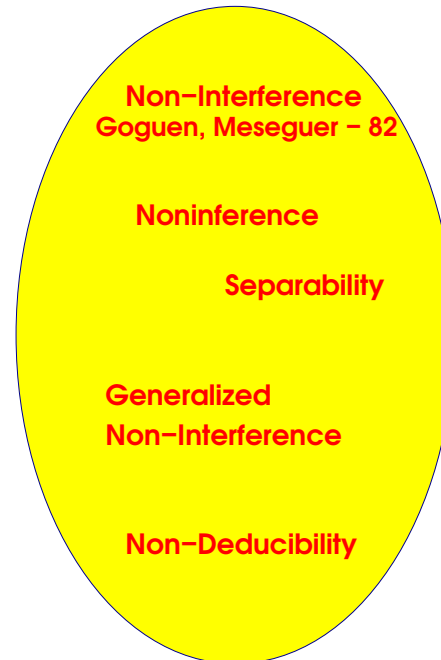 Non-Interference
Goguen, Meseguer - 82
Noninference
Separability
Generalized
Non-Interference
Non-Deducibility